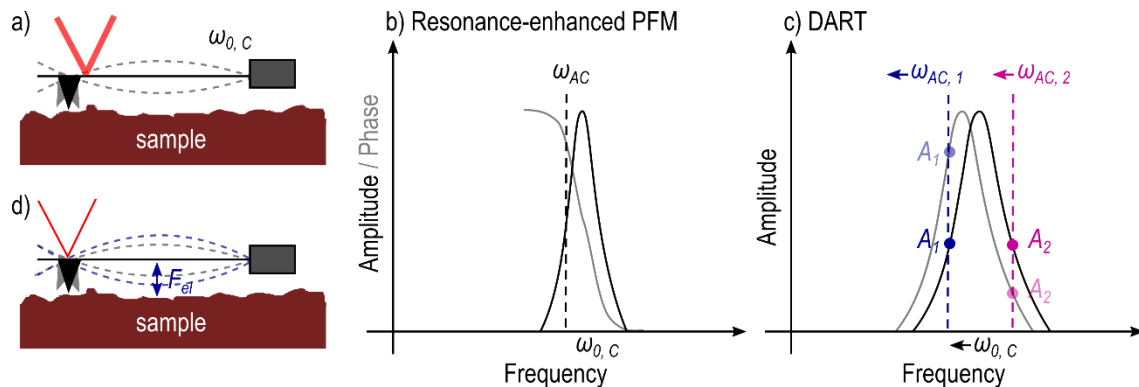 a)
ω0, C
sample
d)
Fel
sample
b) Resonance-enhanced PFM
ωAC
Amplitude / Phase
ω0, C
Frequency
c) DART
ωAC, 1
ωAC, 2
A1
A1
A2
A2
Amplitude
ω0, C
Frequency